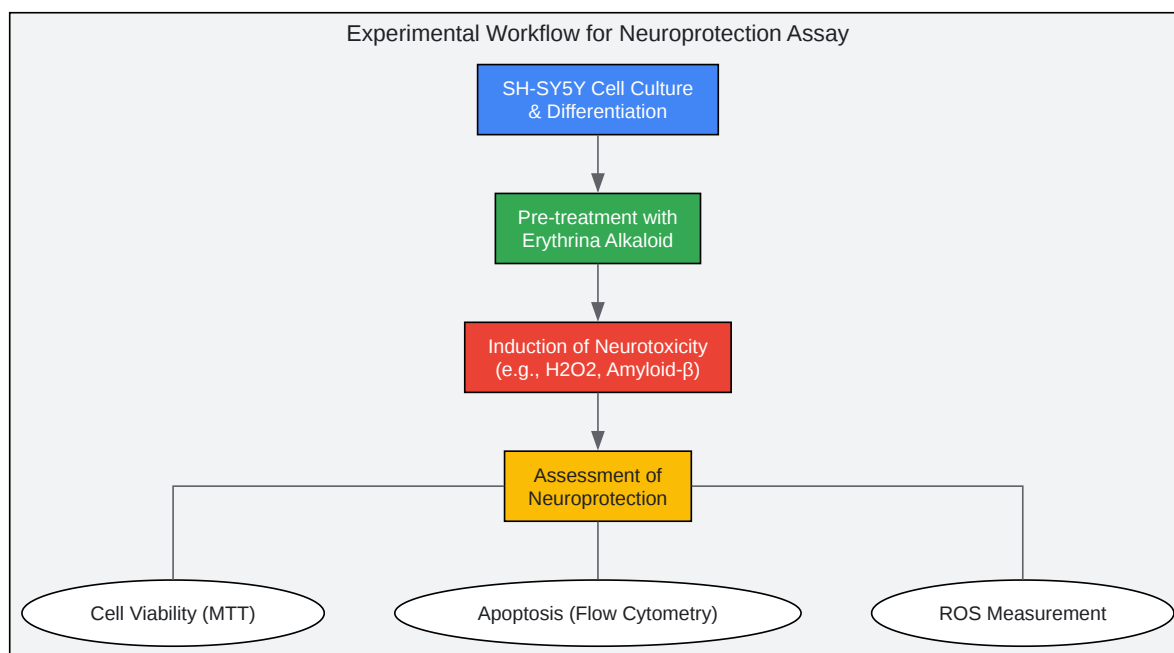 Experimental Workflow for Neuroprotection Assay
SH-SY5Y Cell Culture
& Differentiation
Pre-treatment with
Erythrina Alkaloid
Induction of Neurotoxicity
(e.g., H2O2, Amyloid-β)
Assessment of
Neuroprotection
Cell Viability (MTT)
Apoptosis (Flow Cytometry)
ROS Measurement